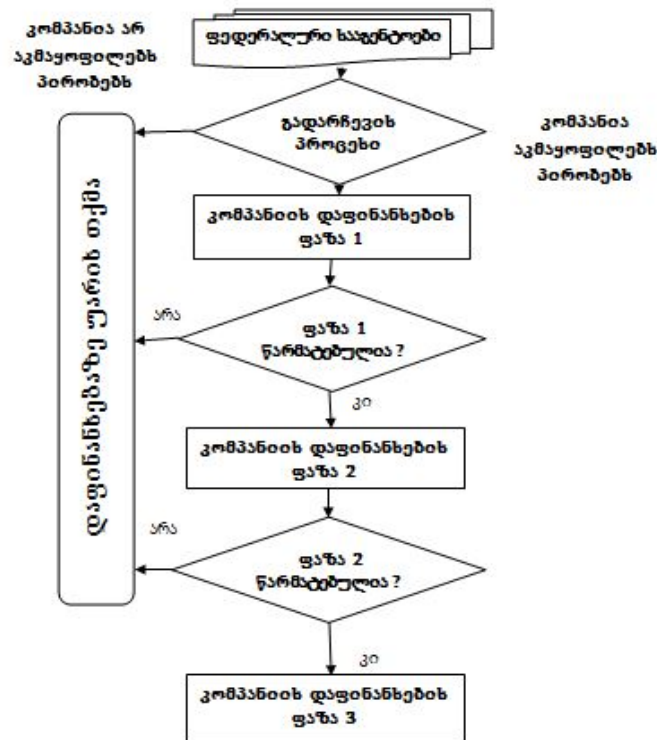 კომპანია არ
აკმაყოფილებს
პირობებს
ფედერალური სააგენტოები
გადარჩევის
პროცესი
კომპანია
აკმაყოფილებს
პირობებს
დაფინანსებაზე უარის თქმა
კომპანიის დაფინანსების
ფაზა 1
არა
ფაზა 1
წარმატებულია?
კი
კომპანიის დაფინანსების
ფაზა 2
არა
ფაზა 2
წარმატებულია?
კი
კომპანიის დაფინანსების
ფაზა 3